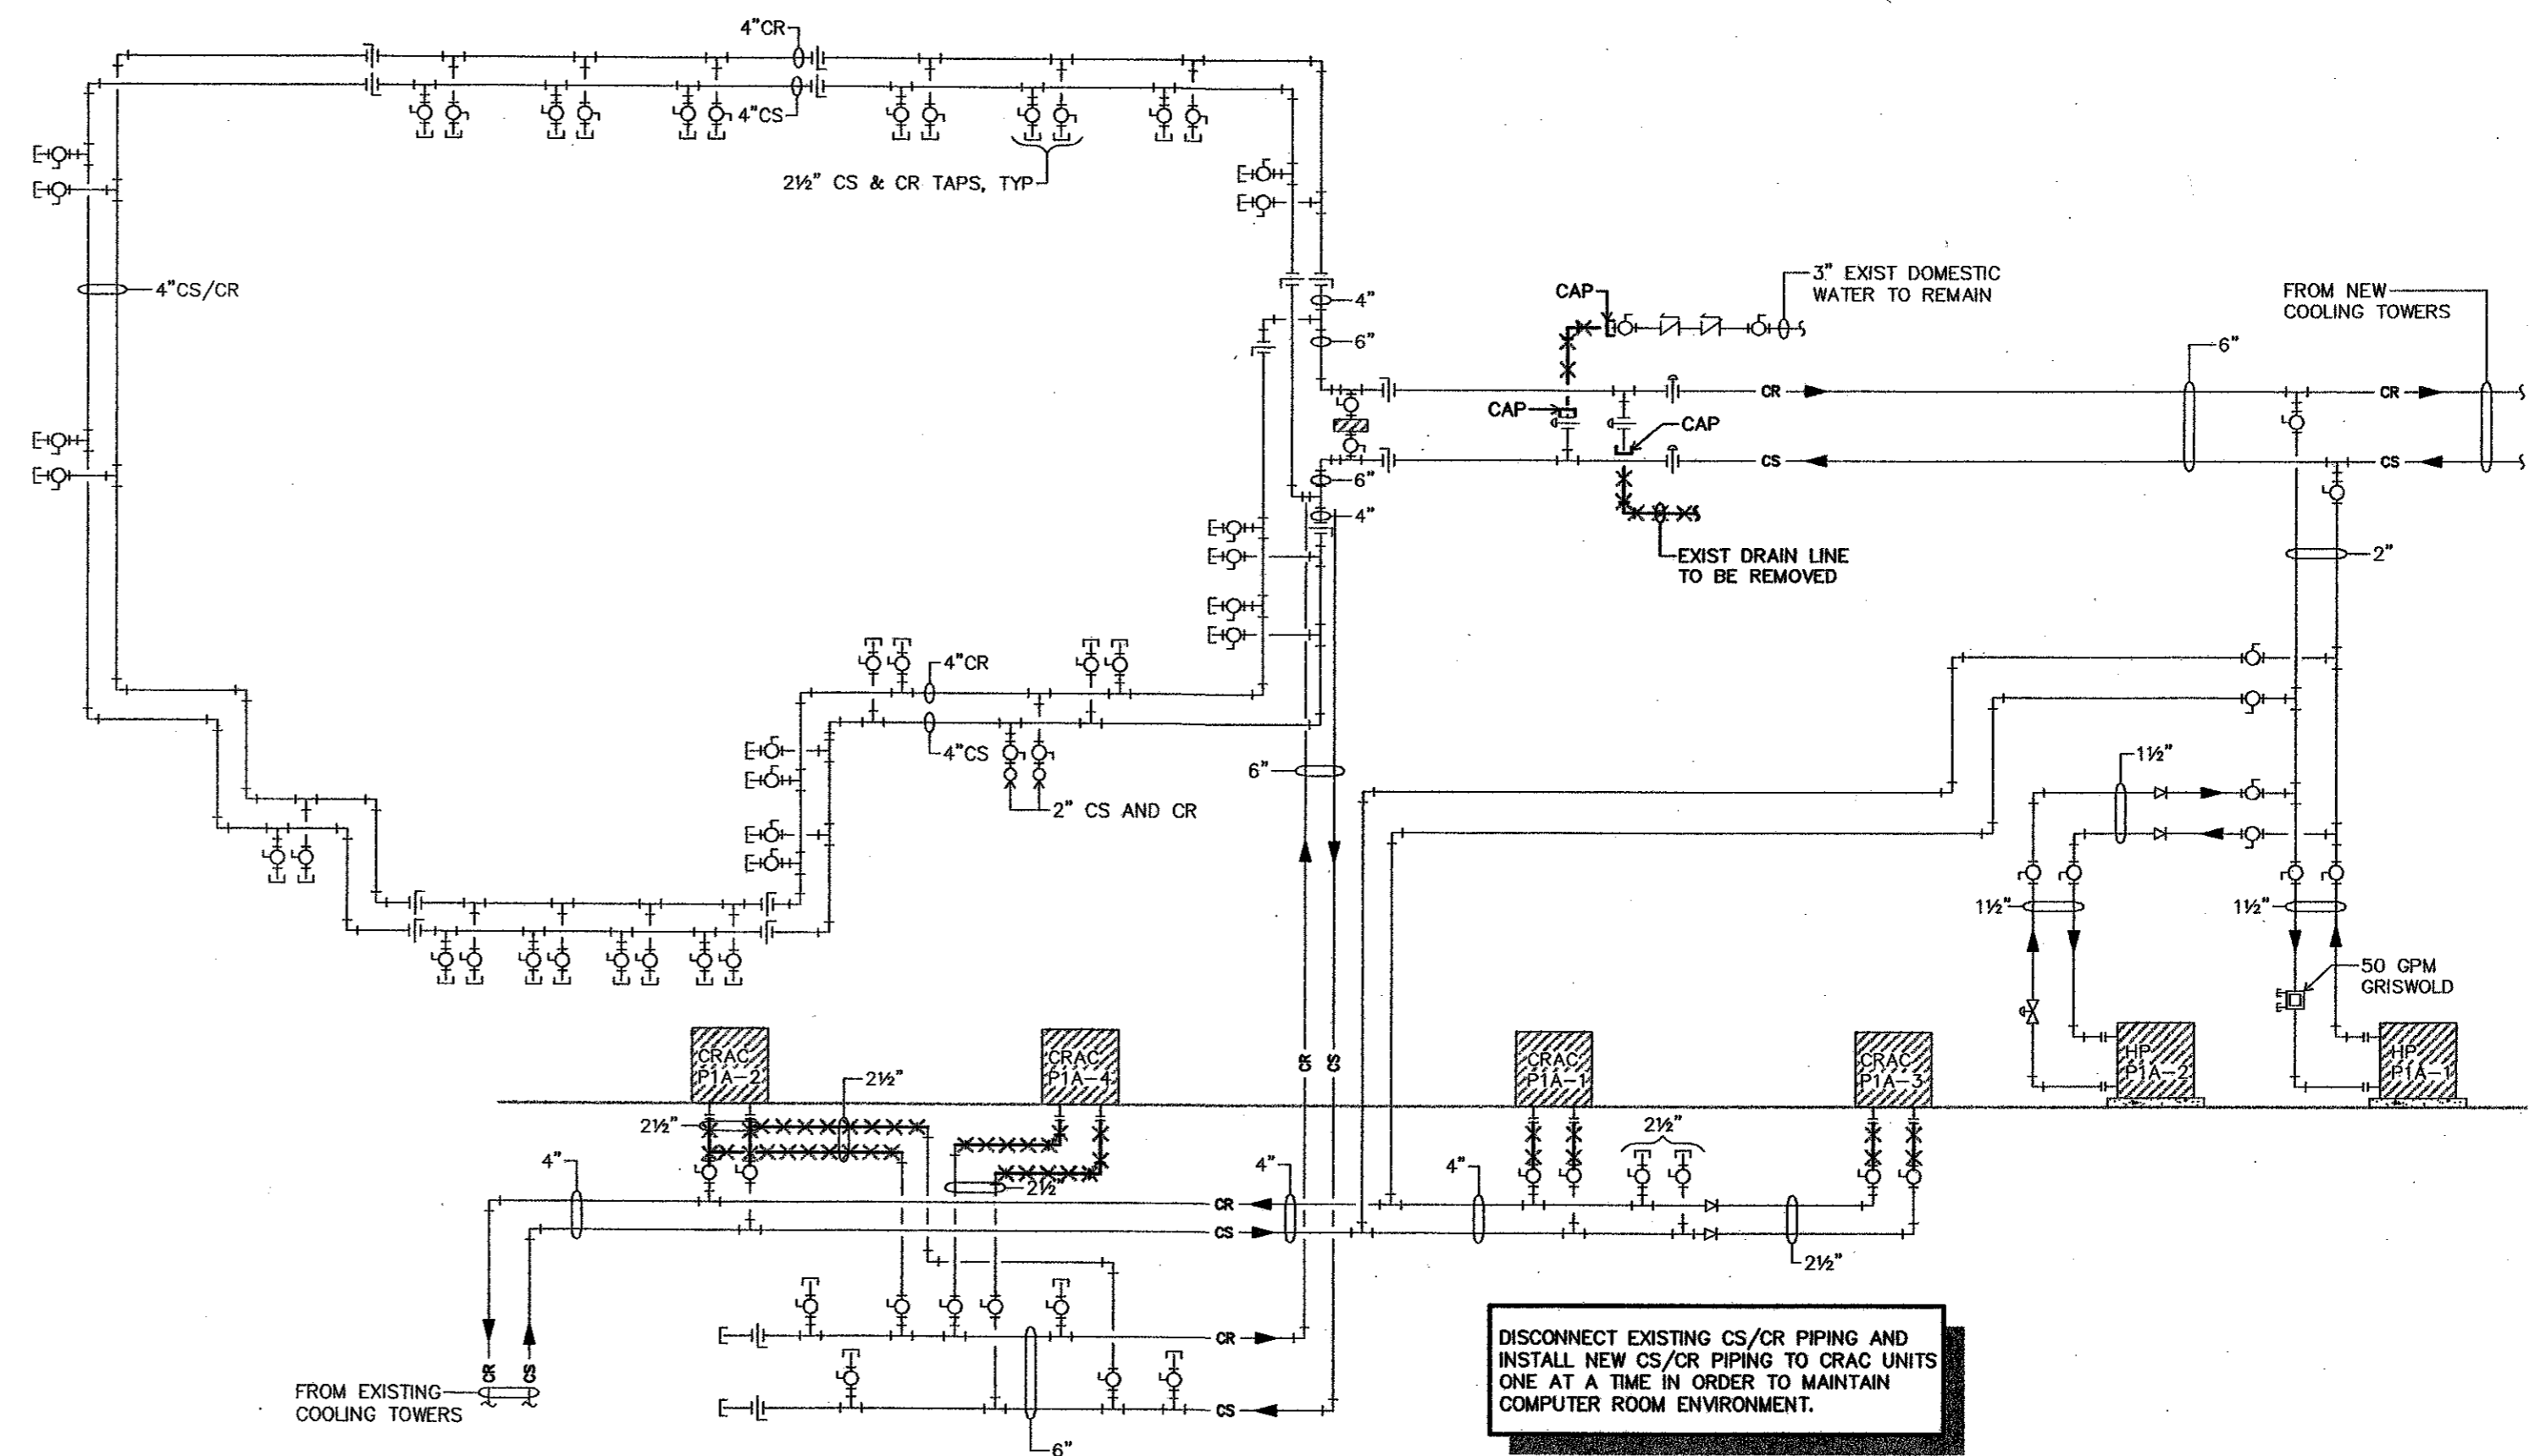 4"CR
4"CS
2½" CS & CR TAPS, TYP
4"CS/CR
4"
6"
CAP
3" EXIST DOMESTIC
WATER TO REMAIN
FROM NEW
COOLING TOWERS
6"
CR
CR
CAP
CAP
CS
CS
6"
4"
EXIST DRAIN LINE
TO BE REMOVED
2"
4"CR
4"CS
2" CS AND CR
6"
1½"
1½"
1½"
50 GPM
GRISWOLD
CR
CS
CRAC
P1A-2
CRAC
P1A-4
CRAC
P1A-1
CRAC
P1A-3
HP
P1A-2
HP
P1A-1
2½"
2½"
2½"
2½"
4"
4"
4"
CR
CS
2½"
CR
CS
CR
CS
6"
FROM EXISTING
COOLING TOWERS
DISCONNECT EXISTING CS/CR PIPING AND
INSTALL NEW CS/CR PIPING TO CRAC UNITS
ONE AT A TIME IN ORDER TO MAINTAIN
COMPUTER ROOM ENVIRONMENT.